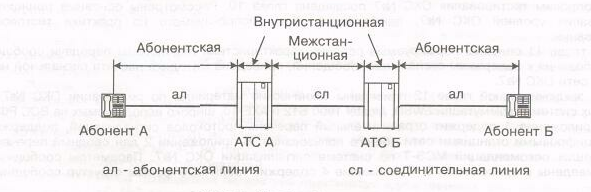 Внутристанционная
Абонентская
Межстан-
ционная
Абонентская
ал
сл
ал
Абонент А
АТС А
АТС Б
Абонент Б
ал - абонентская линия
сл - соединительная линия